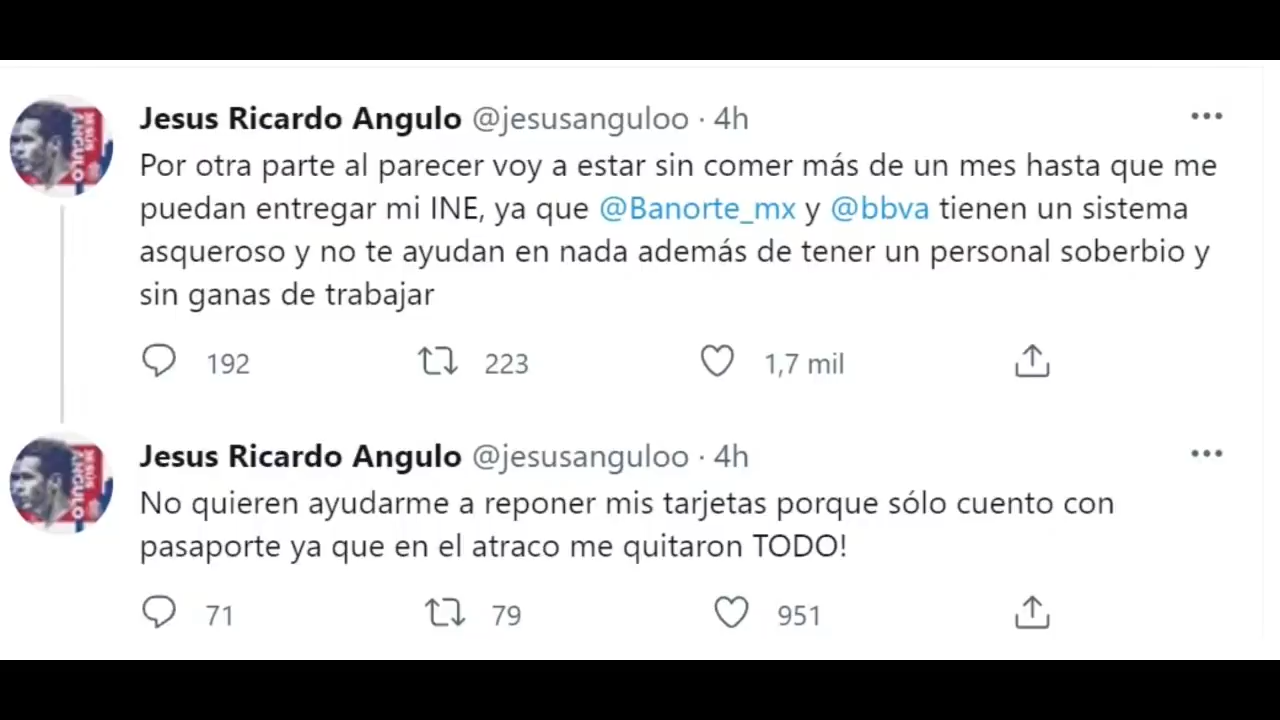 Jesus Ricardo Angulo @jesusanguloo · 4h
Por otra parte al parecer voy a estar sin comer más de un mes hasta que me
puedan entregar mi INE, ya que @Banorte_mx y @bbva tienen un sistema
asqueroso y no te ayudan en nada además de tener un personal soberbio y
sin ganas de trabajar
192 223 1,7 mil
Jesus Ricardo Angulo @jesusanguloo · 4h
No quieren ayudarme a reponer mis tarjetas porque sólo cuento con
pasaporte ya que en el atraco me quitaron TODO!
71 79 951
JESÚS
ANGULO
JESÚS
ANGULO